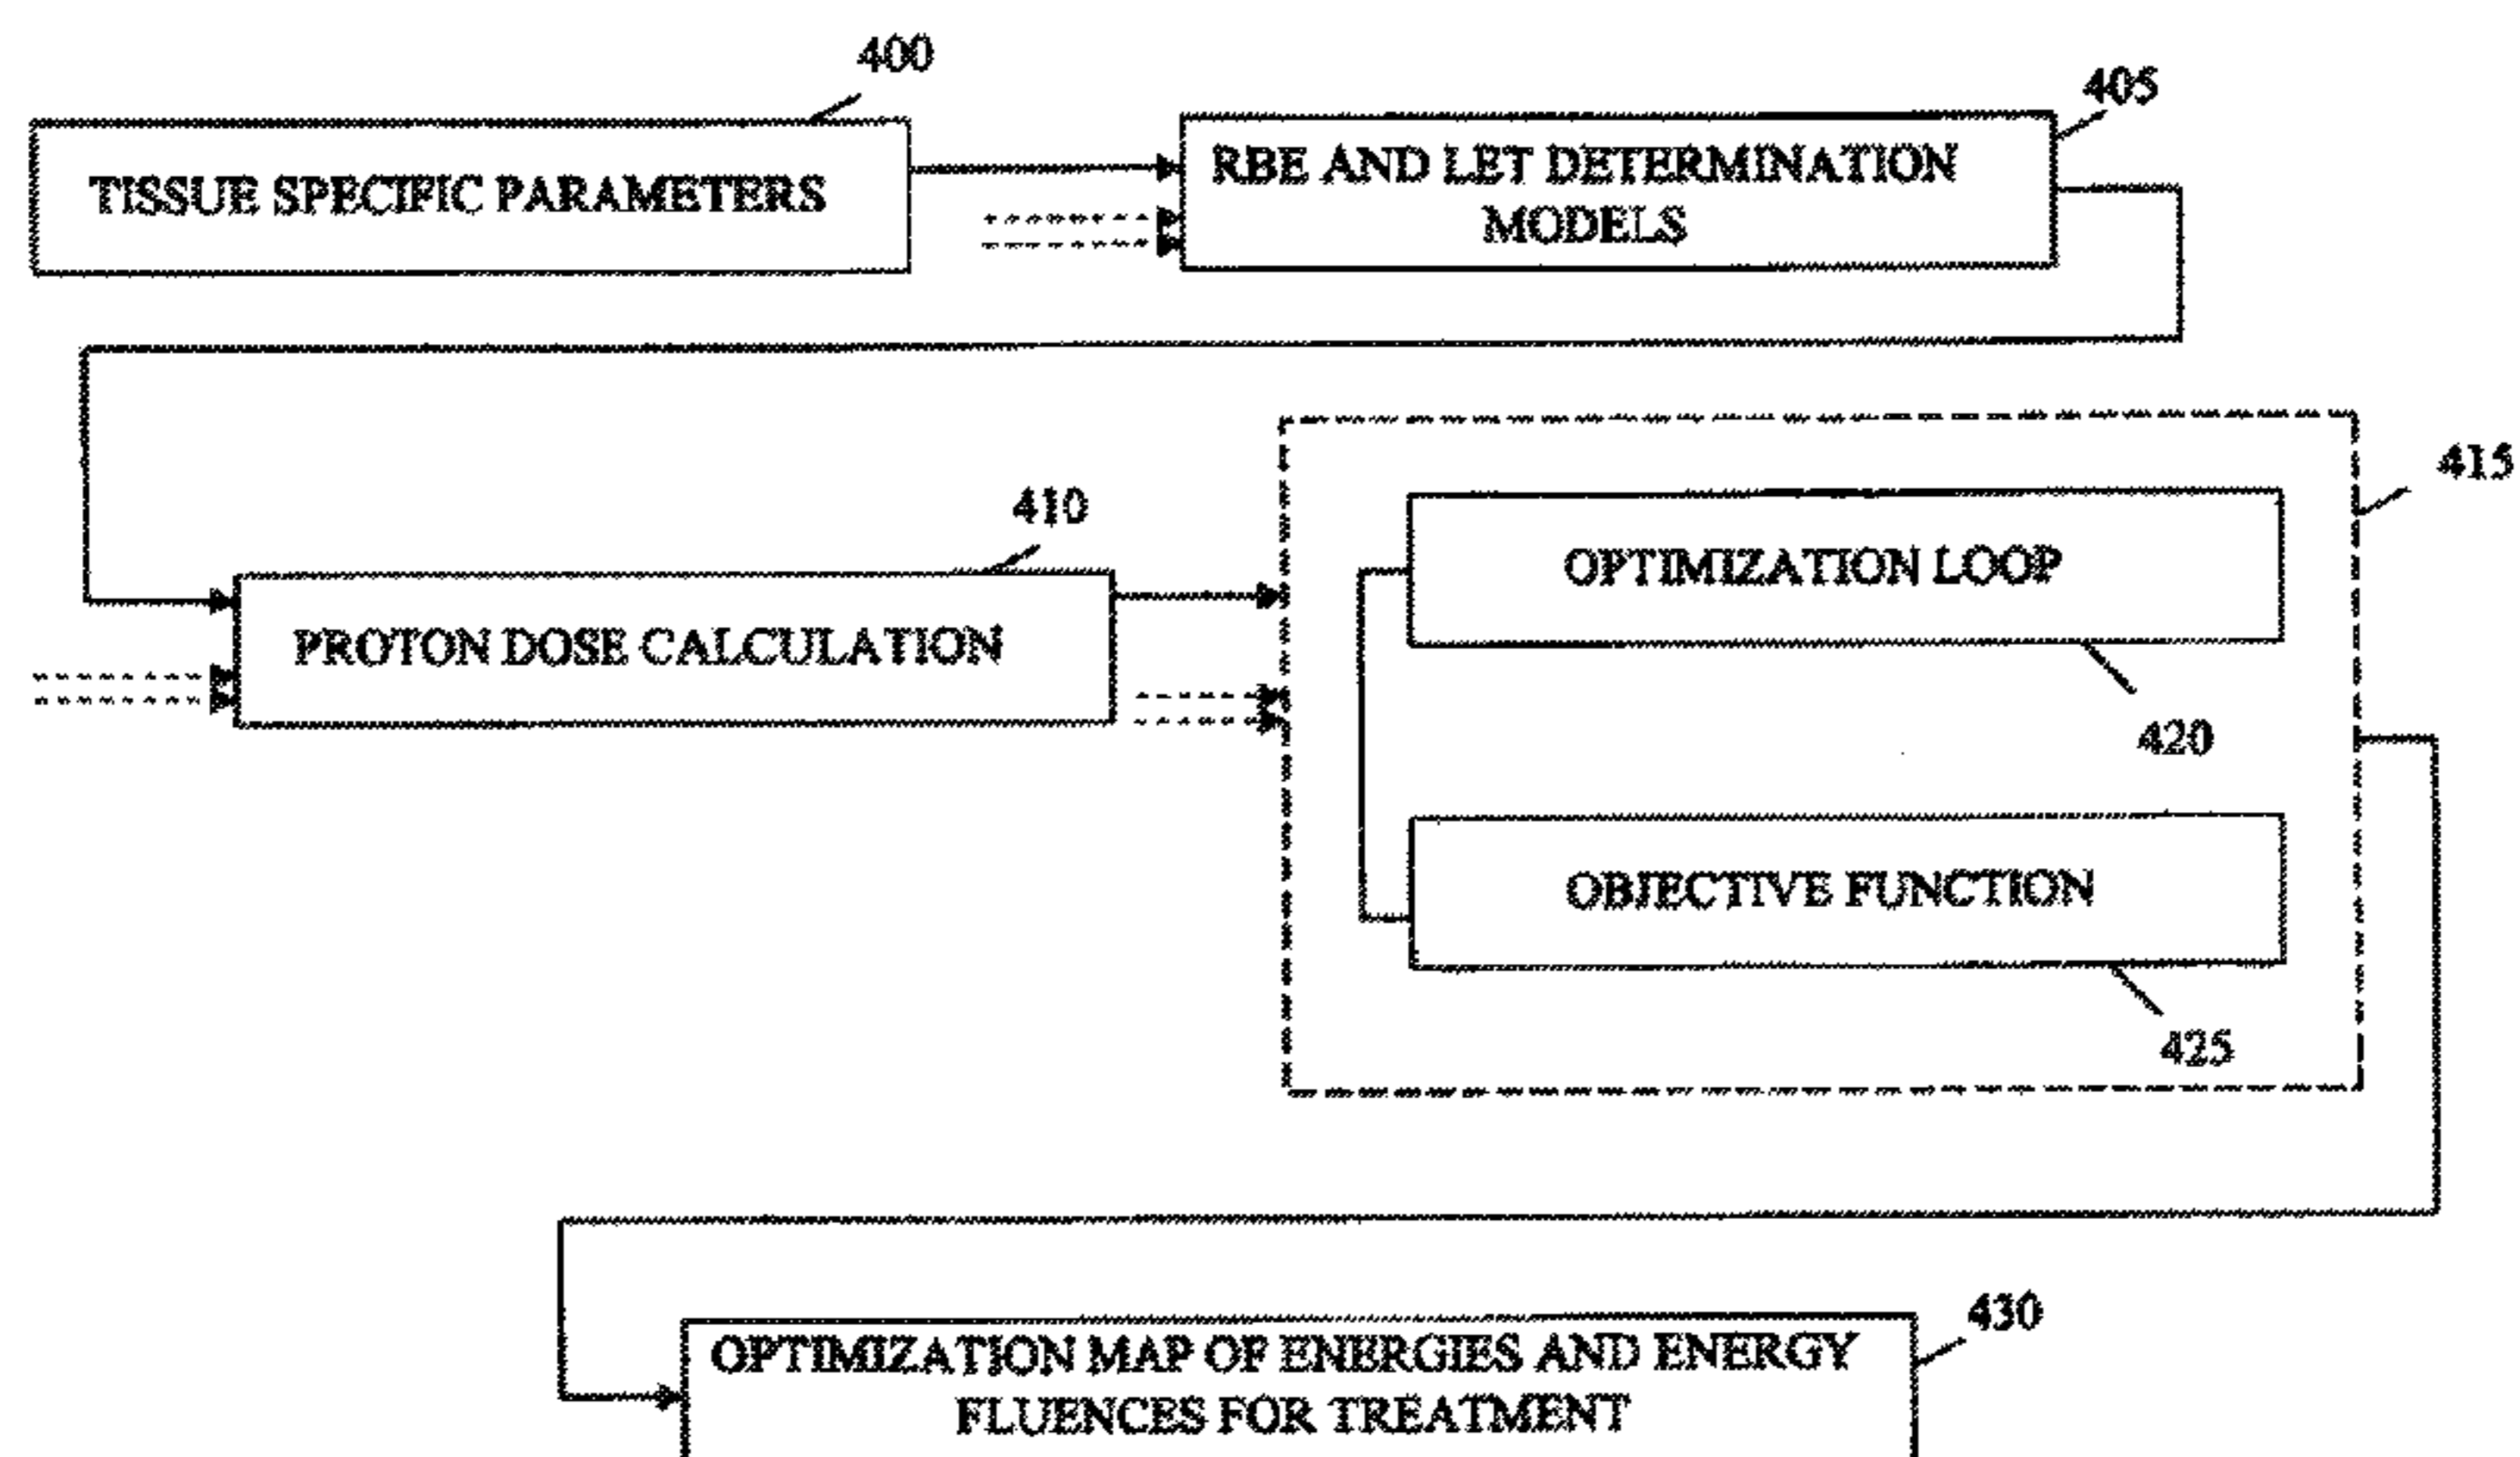 400
405
TISSUE SPECIFIC PARAMETERS
RBE AND LET DETERMINATION
MODELS
415
410
OPTIMIZATION LOOP
PROTON DOSE CALCULATION
420
OBJECTIVE FUNCTION
425
430
OPTIMIZATION MAP OF ENERGIES AND ENERGY
FLUENCES FOR TREATMENT